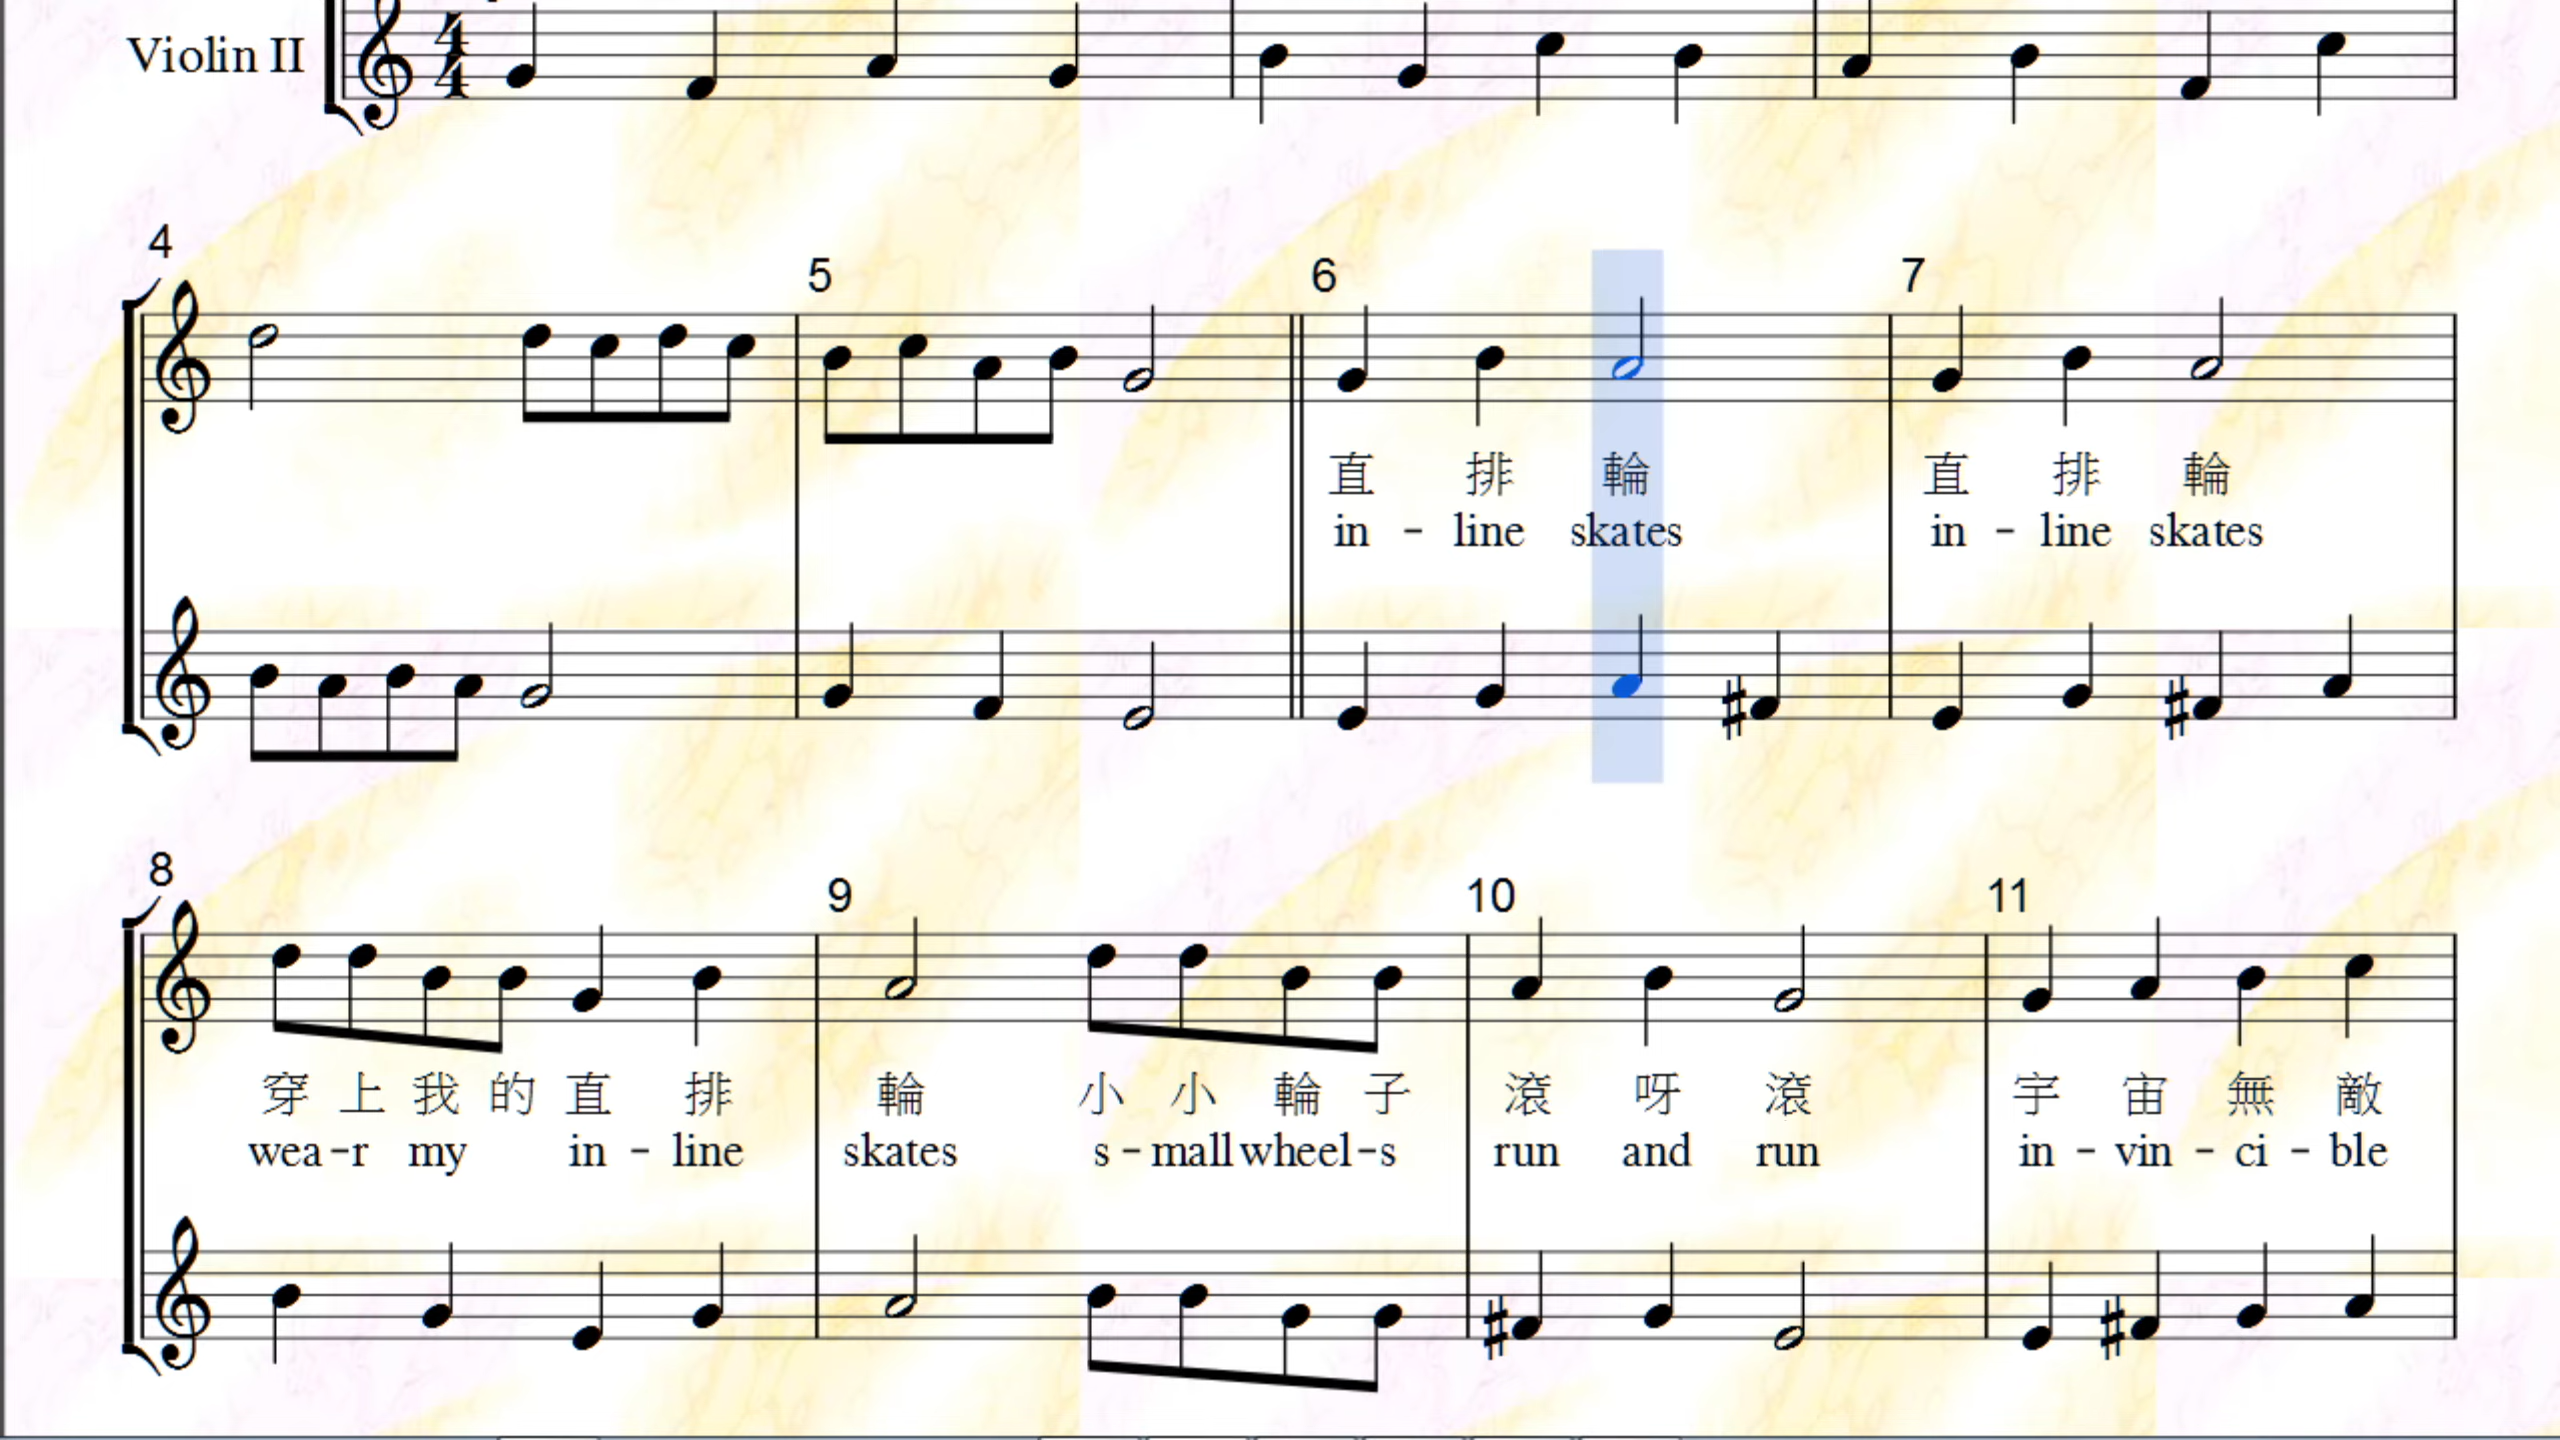 Violin II
4
4
4
5
6
7
直 排 輪 直 排 輪
in - line skates in - line skates
8
9
10
11
穿 上 我 的 直 排 輪 小 小 輪 子 滾 呀 滾 宇 宙 無 敵
wea-r my in - line skates s-mall wheel-s run and run in - vin - ci - ble